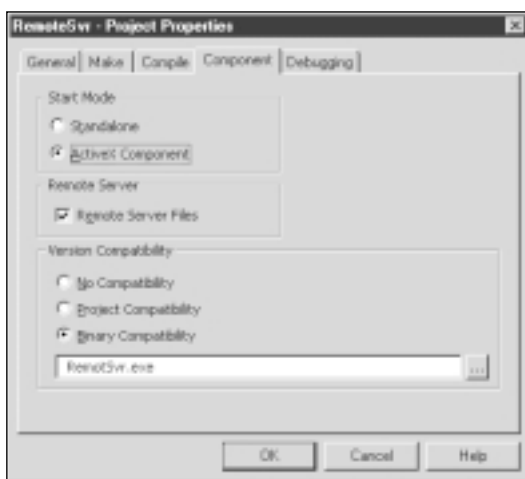 RemoteSvr - Project Properties
General Make Compile Component Debugging
Start Mode
Standalone
ActiveX Component
Remote Server
Remote Server Files
Version Compatibility
No Compatibility
Project Compatibility
Binary Compatibility
RemotSvr.exe
...
OK Cancel Help